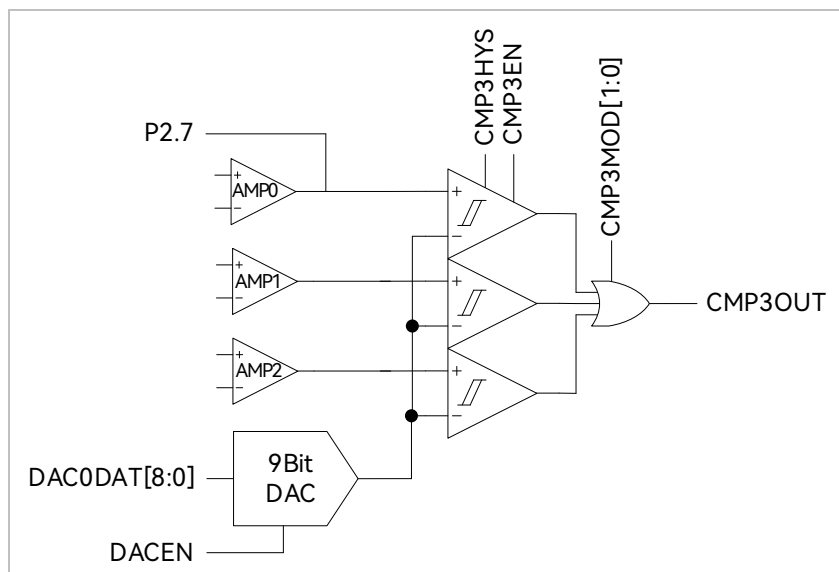 CMP3HYS
CMP3EN
CMP3MOD[1:0]
P2.7
+
AMP0
−
+
−
+
AMP1
−
+
−
CMP3OUT
+
AMP2
−
+
−
DAC0DAT[8:0]
9Bit
DAC
DACEN